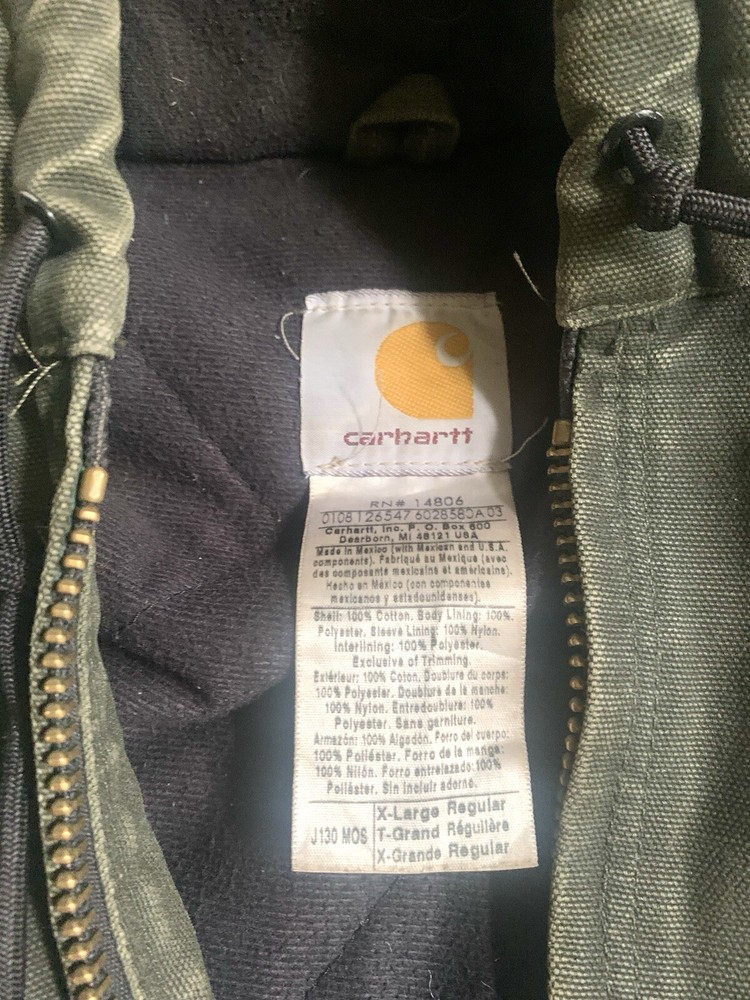 carhartt
RN# 14806
0108126547 6028580A 03
Carhartt, Inc. P. O. Box 600
Dearborn, MI 48121 USA
Made in Mexico (with Mexican and U.S.A.
components). Fabriqué au Mexique (avec
des composants mexicains et américains).
Hecho en México (con componentes
mexicanos y estadounidenses).
Shell: 100% Cotton. Body Lining: 100%
Polyester. Sleeve Lining: 100% Nylon.
Interlining: 100% Polyester.
Exclusive of Trimming.
Extérieur: 100% Coton. Doublure du corps:
100% Polyester. Doublure de la manche:
100% Nylon. Entredoublure: 100%
Polyester. Sans garniture.
Armazón: 100% Algodón. Forro del cuerpo:
100% Poliéster. Forro de la manga:
100% Nilón. Forro entrelazado: 100%
Poliéster. Sin incluir adorno.
J130 MOS
X-Large Regular
T-Grand Régulière
X-Grande Regular